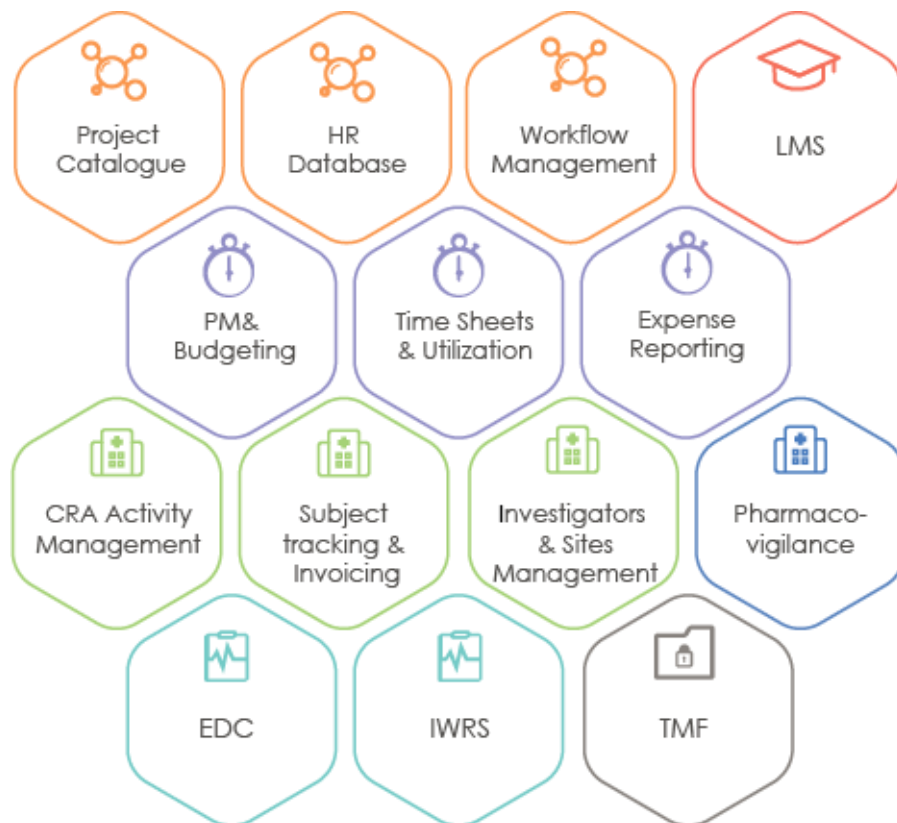 Project
Catalogue
HR
Database
Workflow
Management
LMS
PM&
Budgeting
Time Sheets
& Utilization
Expense
Reporting
CRA Activity
Management
Subject
tracking &
Invoicing
Investigators
& Sites
Management
Pharmaco-
vigilance
EDC
IWRS
TMF